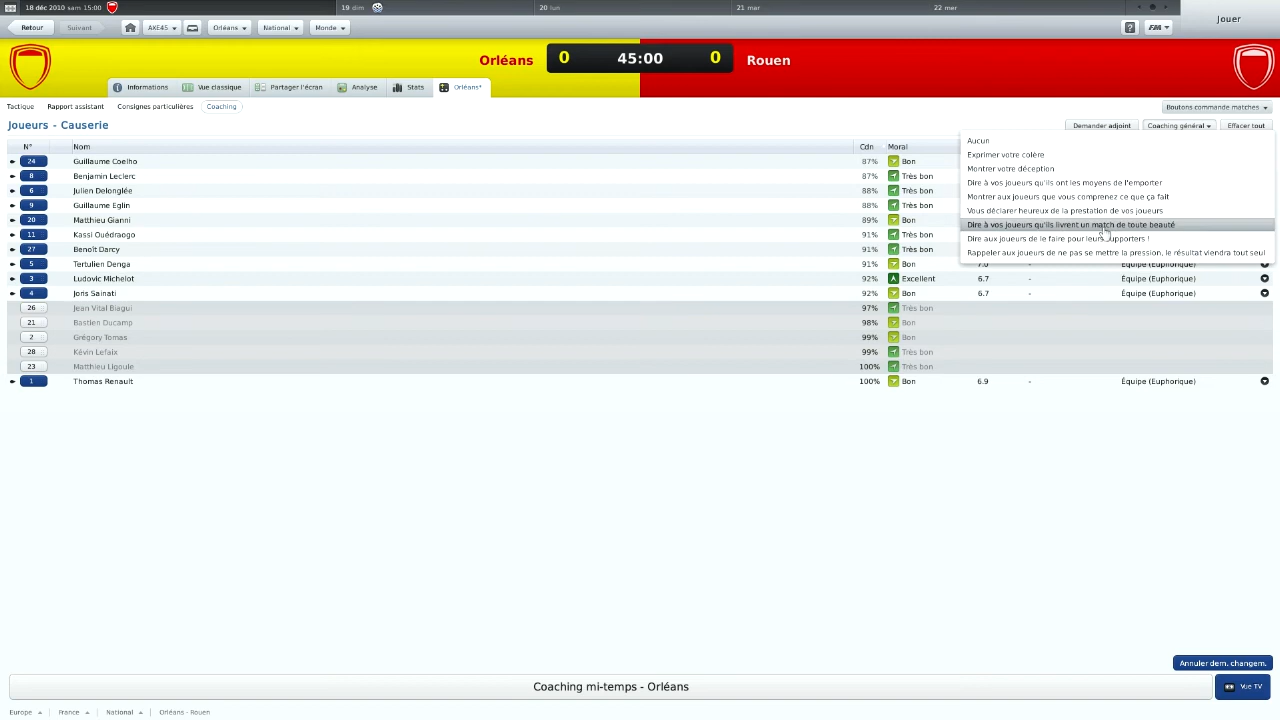 18 déc 2010 sam 15:00 19 dim 20 lun 21 mar 22 mer
Retour Suivant AXE45 Orléans National Monde ? FM Jouer
Orléans 0 45:00 0 Rouen
Informations Vue classique Partager l'écran Analyse Stats Orléans*
Tactique Rapport assistant Consignes particulières Coaching Boutons commande matches
Joueurs - Causerie Demander adjoint Coaching général Effacer tout
N° Nom Cdn Moral
Aucun
Exprimer votre colère
Montrer votre déception
Dire à vos joueurs qu'ils ont les moyens de l'emporter
Montrer aux joueurs que vous comprenez ce que ça fait
Vous déclarer heureux de la prestation de vos joueurs
Dire à vos joueurs qu'ils livrent un match de toute beauté
Dire aux joueurs de le faire pour leurs supporters !
Rappeler aux joueurs de ne pas se mettre la pression, le résultat viendra tout seul
24 Guillaume Coelho 87% Bon
8 Benjamin Leclerc 87% Très bon
6 Julien Delonglée 88% Très bon
9 Guillaume Eglin 88% Très bon
20 Matthieu Gianni 89% Bon
11 Kassi Ouédraogo 91% Très bon
27 Benoît Darcy 91% Très bon
5 Tertulien Denga 91% Bon
3 Ludovic Michelot 92% Excellent 6.7 - Équipe (Euphorique)
4 Joris Sainati 92% Bon 6.7 - Équipe (Euphorique)
26 Jean Vital Biagui 97% Très bon
21 Bastien Ducamp 98% Bon
2 Grégory Tomas 99% Bon
28 Kévin Lefaix 99% Très bon
23 Matthieu Ligoule 100% Très bon
1 Thomas Renault 100% Bon 6.9 - Équipe (Euphorique)
Annuler dem. changem.
Coaching mi-temps - Orléans Vue TV
Europe France National Orléans - Rouen